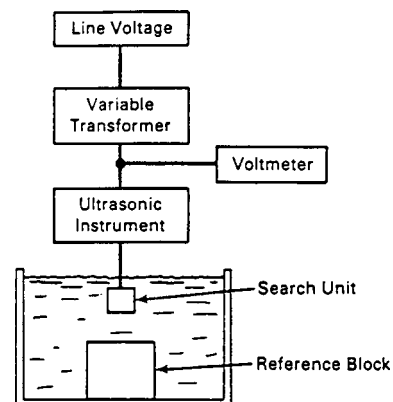 Line Voltage
Variable
Transformer
Voltmeter
Ultrasonic
Instrument
Search Unit
Reference Block